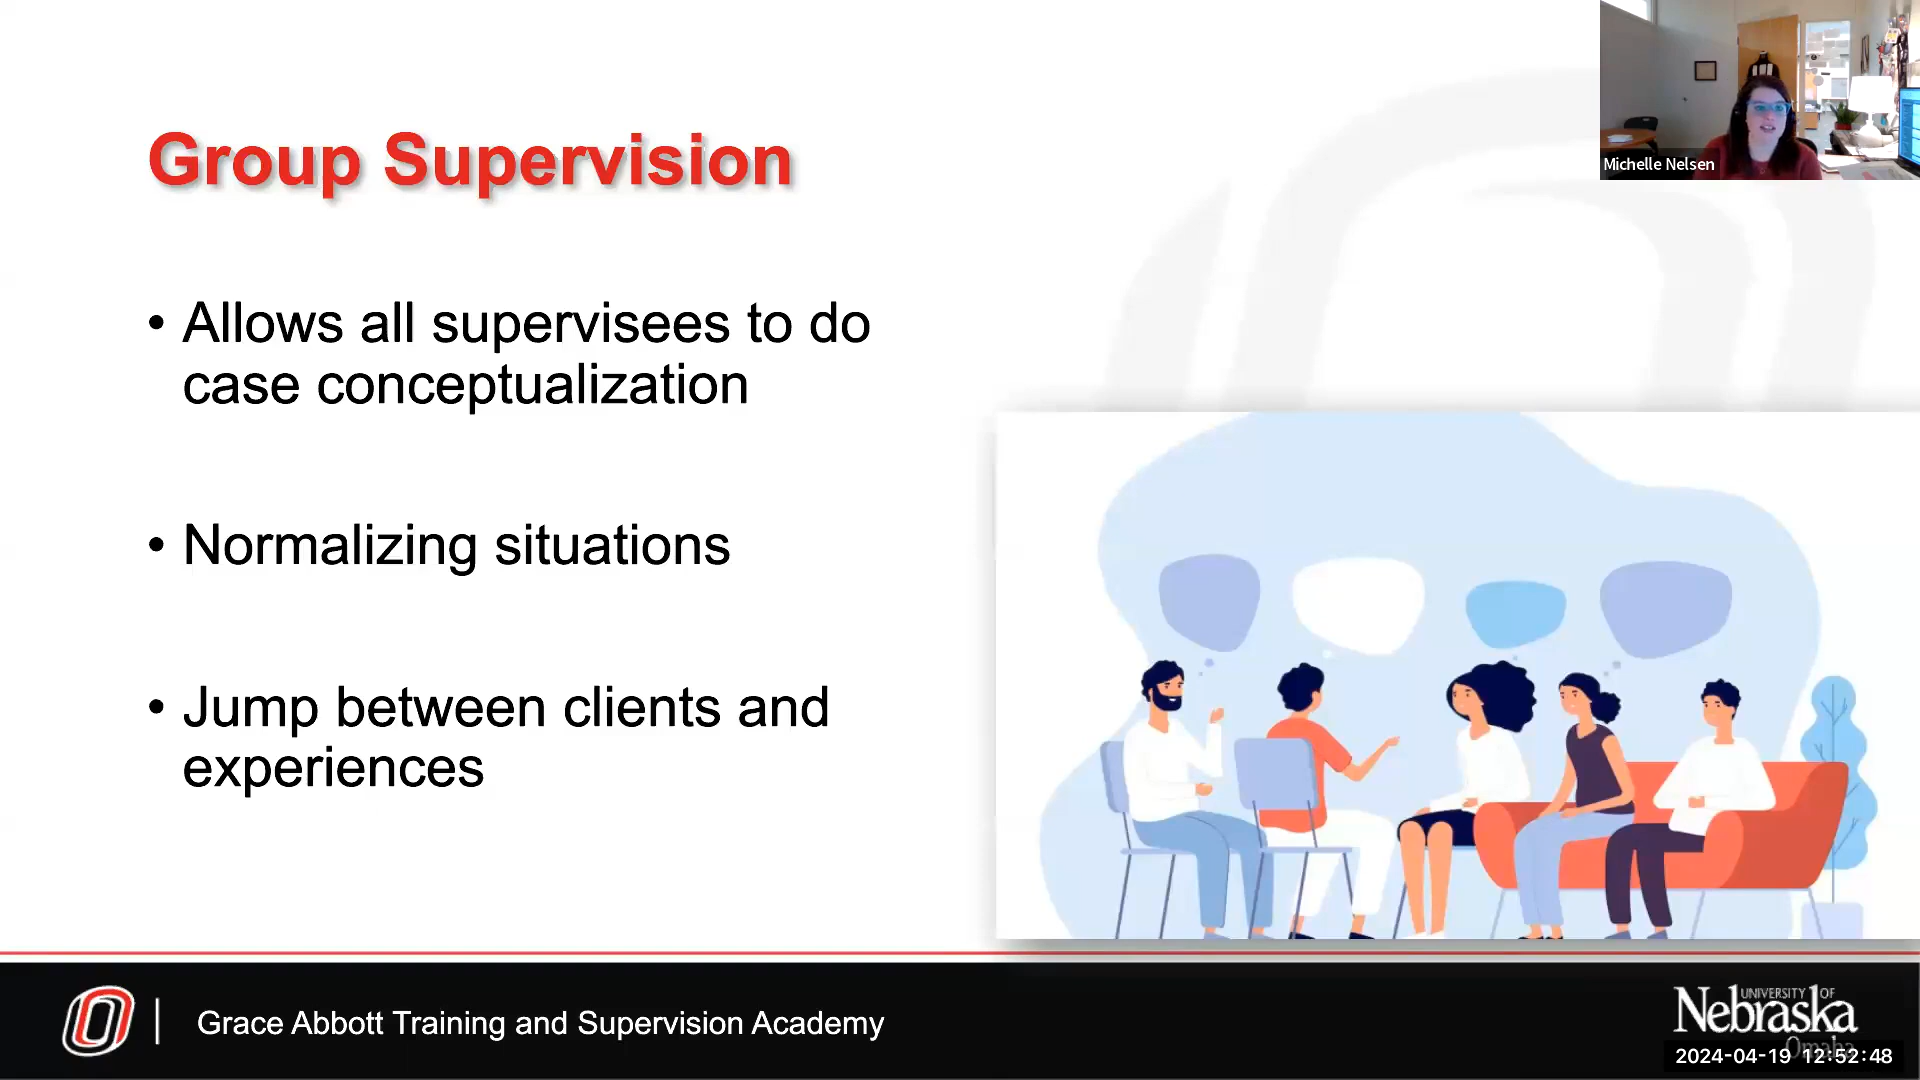 Michelle Nelsen
Group Supervision
• Allows all supervisees to do
case conceptualization
• Normalizing situations
• Jump between clients and
experiences
Grace Abbott Training and Supervision Academy
UNIVERSITY OF
Nebraska
Omaha
2024-04-19 12:52:48